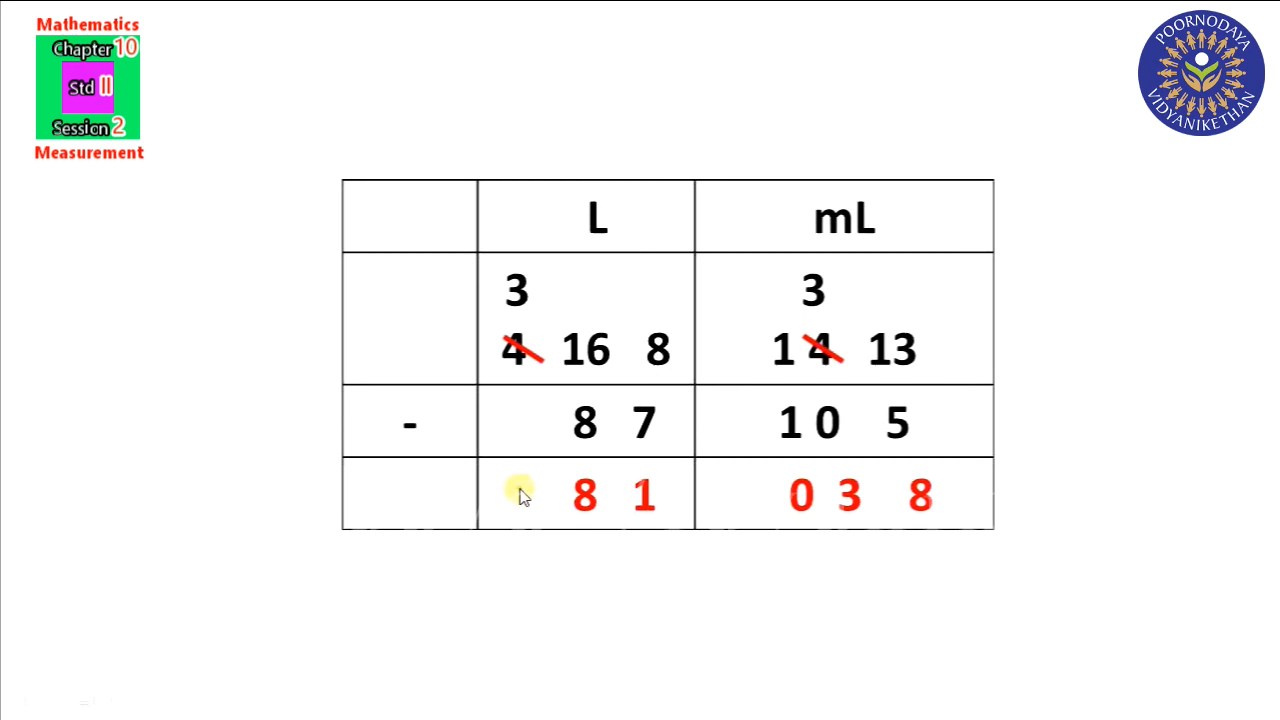 Mathematics
Chapter 10
Std II
Session 2
Measurement
POORNODAYA
VIDYANIKETHAN
L mL
3 3
4 16 8 1 4 13
- 8 7 1 0 5
8 1 0 3 8